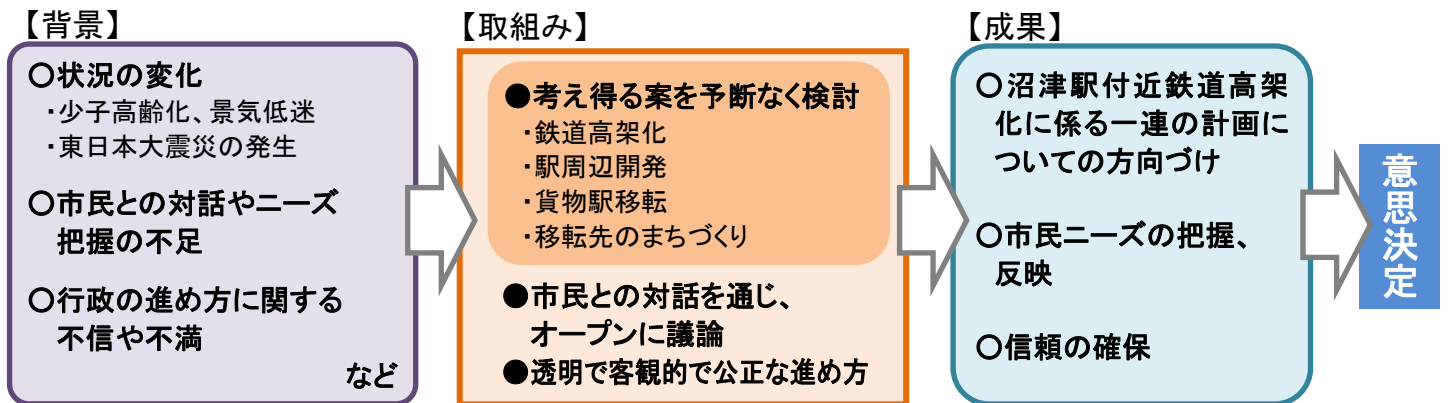 【背景】
○状況の変化
・少子高齢化、景気低迷
・東日本大震災の発生
○市民との対話やニーズ
把握の不足
○行政の進め方に関する
不信や不満
など
【取組み】
●考え得る案を予断なく検討
・鉄道高架化
・駅周辺開発
・貨物駅移転
・移転先のまちづくり
●市民との対話を通じ、
オープンに議論
●透明で客観的で公正な進め方
【成果】
○沼津駅付近鉄道高架
化に係る一連の計画に
ついての方向づけ
○市民ニーズの把握、
反映
○信頼の確保
意思決定